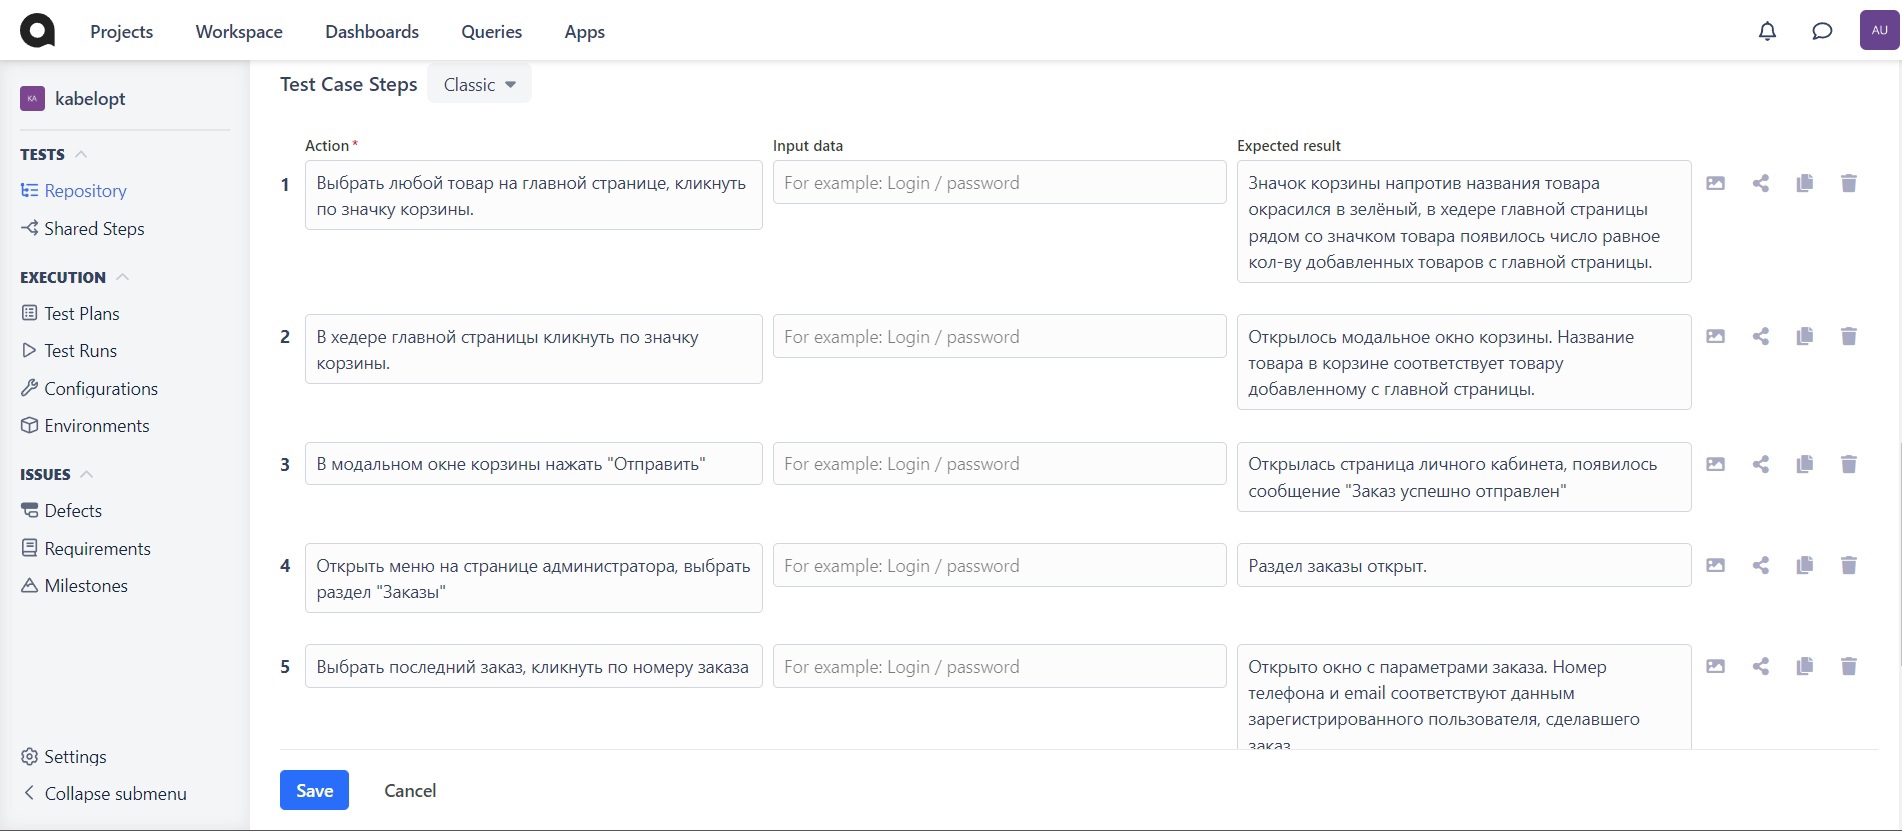 Projects
Workspace
Dashboards
Queries
Apps
AU
KA
kabelopt
TESTS
Repository
Shared Steps
EXECUTION
Test Plans
Test Runs
Configurations
Environments
ISSUES
Defects
Requirements
Milestones
Settings
Collapse submenu
Test Case Steps
Classic
Action*
Input data
Expected result
1
Выбрать любой товар на главной странице, кликнуть
по значку корзины.
For example: Login / password
Значок корзины напротив названия товара
окрасился в зелёный, в хедере главной страницы
рядом со значком товара появилось число равное
кол-ву добавленных товаров с главной страницы.
2
В хедере главной страницы кликнуть по значку
корзины.
For example: Login / password
Открылось модальное окно корзины. Название
товара в корзине соответствует товару
добавленному с главной страницы.
3
В модальном окне корзины нажать "Отправить"
For example: Login / password
Открылась страница личного кабинета, появилось
сообщение "Заказ успешно отправлен"
4
Открыть меню на странице администратора, выбрать
раздел "Заказы"
For example: Login / password
Раздел заказы открыт.
5
Выбрать последний заказ, кликнуть по номеру заказа
For example: Login / password
Открыто окно с параметрами заказа. Номер
телефона и email соответствуют данным
зарегистрированного пользователя, сделавшего
заказ
Save
Cancel